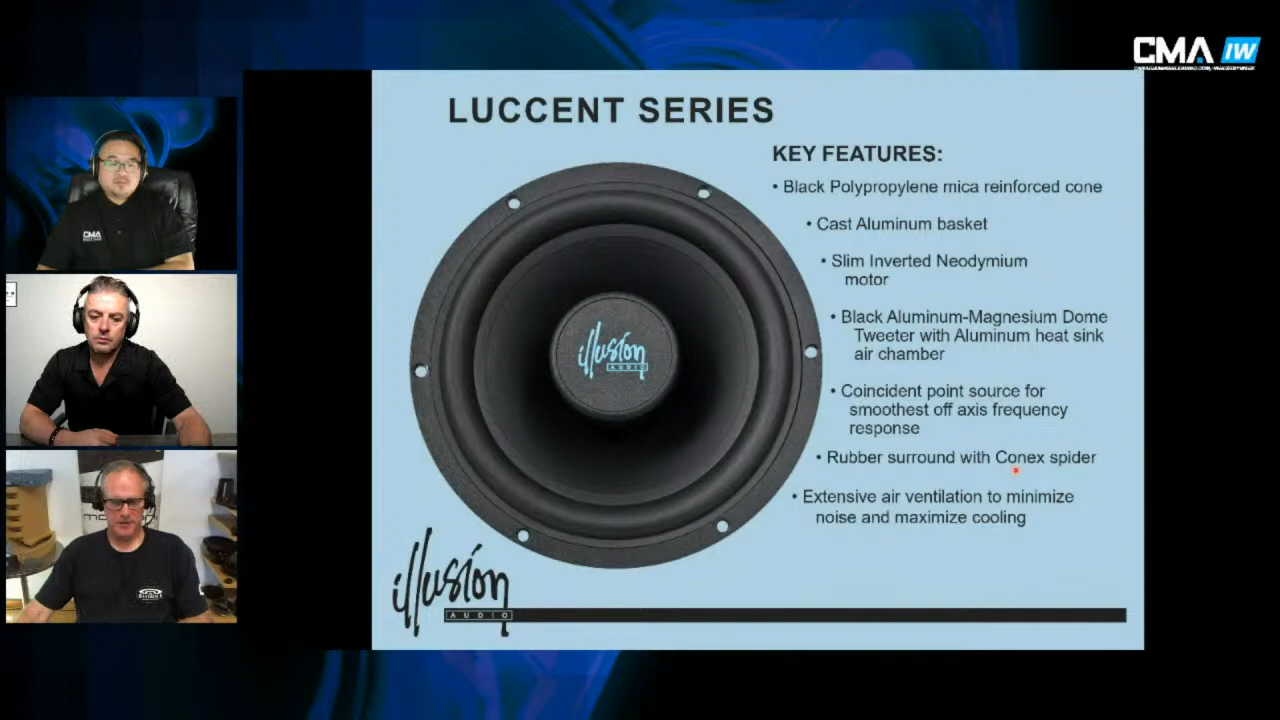 CMA IW
LUCCENT SERIES
KEY FEATURES:
• Black Polypropylene mica reinforced cone
• Cast Aluminum basket
• Slim Inverted Neodymium
motor
• Black Aluminum-Magnesium Dome
Tweeter with Aluminum heat sink
air chamber
• Coincident point source for
smoothest off axis frequency
response
• Rubber surround with Conex spider
• Extensive air ventilation to minimize
noise and maximize cooling
illusion
AUDIO
illusion
AUDIO
CMA